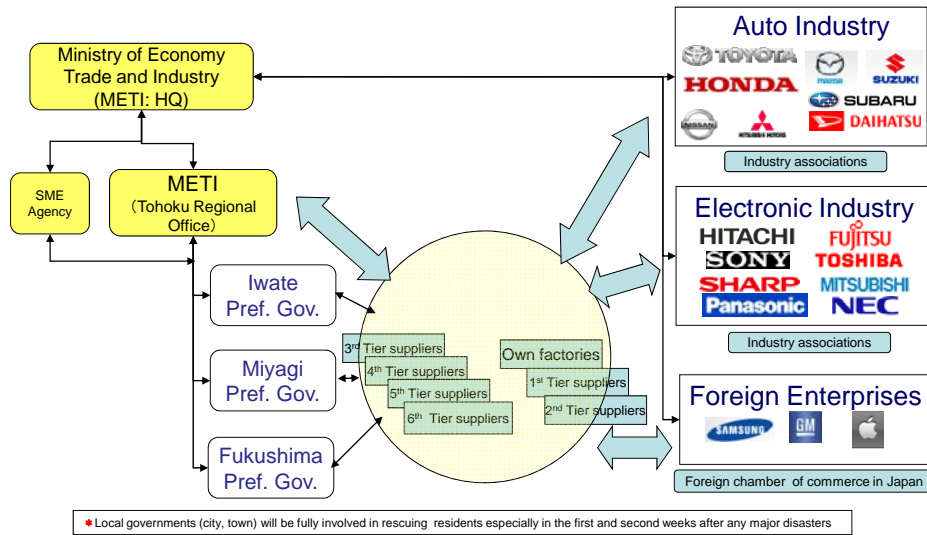 Ministry of Economy
Trade and Industry
(METI: HQ)
SME
Agency
METI
（Tohoku Regional
Office）
Iwate
Pref. Gov.
Miyagi
Pref. Gov.
Fukushima
Pref. Gov.
3rd Tier suppliers
4th Tier suppliers
5th Tier suppliers
6th Tier suppliers
Own factories
1st Tier suppliers
2nd Tier suppliers
Auto Industry
TOYOTA
HONDA
mazda
SUZUKI
SUBARU
NISSAN
MITSUBISHI MOTORS
DAIHATSU
Industry associations
Electronic Industry
HITACHI
FUJITSU
SONY
TOSHIBA
SHARP
MITSUBISHI
Panasonic
NEC
Industry associations
Foreign Enterprises
SAMSUNG
GM
Foreign chamber of commerce in Japan
* Local governments (city, town) will be fully involved in rescuing residents especially in the first and second weeks after any major disasters